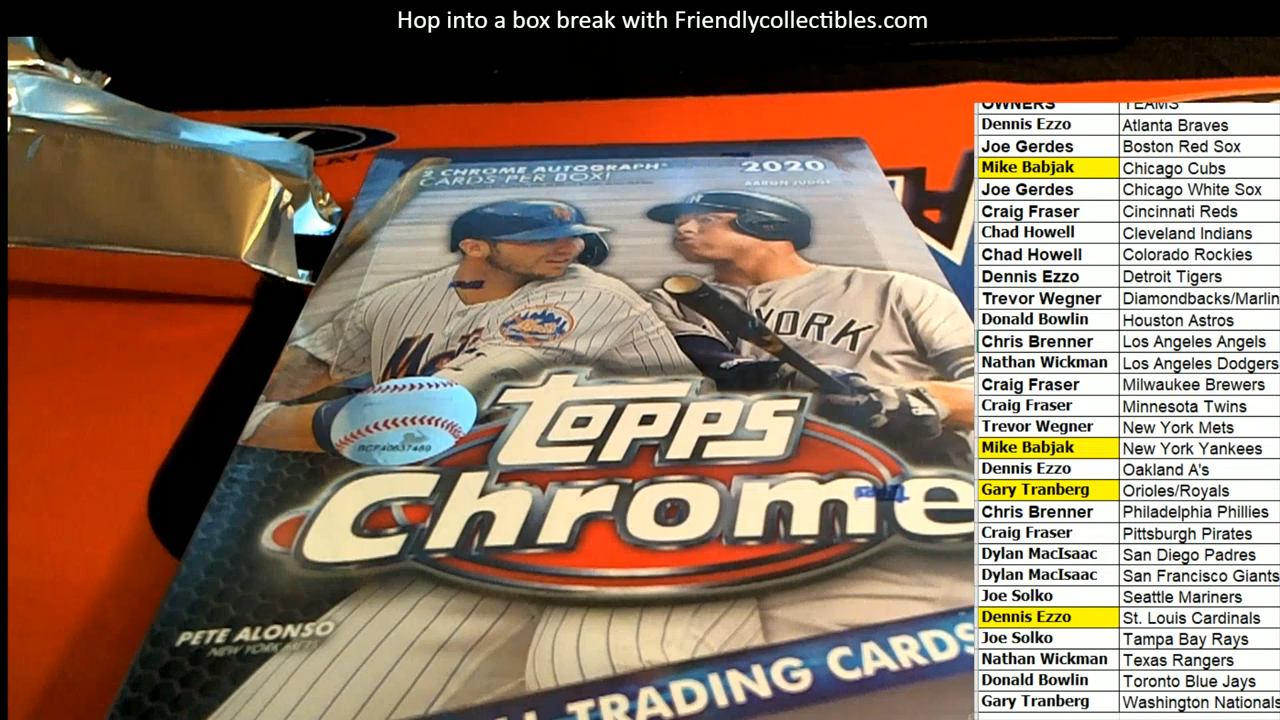 Hop into a box break with Friendlycollectibles.com
2 CHROME AUTOGRAPH*
CARDS PER BOX!
2020
AARON JUDGE
YORK
Mets
topps
Chrome
BCP40637489
PETE ALONSO
NEW YORK METS
TRADING CARDS
OWNERS TEAMS
Dennis Ezzo Atlanta Braves
Joe Gerdes Boston Red Sox
Mike Babjak Chicago Cubs
Joe Gerdes Chicago White Sox
Craig Fraser Cincinnati Reds
Chad Howell Cleveland Indians
Chad Howell Colorado Rockies
Dennis Ezzo Detroit Tigers
Trevor Wegner Diamondbacks/Marlin
Donald Bowlin Houston Astros
Chris Brenner Los Angeles Angels
Nathan Wickman Los Angeles Dodgers
Craig Fraser Milwaukee Brewers
Craig Fraser Minnesota Twins
Trevor Wegner New York Mets
Mike Babjak New York Yankees
Dennis Ezzo Oakland A's
Gary Tranberg Orioles/Royals
Chris Brenner Philadelphia Phillies
Craig Fraser Pittsburgh Pirates
Dylan MacIsaac San Diego Padres
Dylan MacIsaac San Francisco Giants
Joe Solko Seattle Mariners
Dennis Ezzo St. Louis Cardinals
Joe Solko Tampa Bay Rays
Nathan Wickman Texas Rangers
Donald Bowlin Toronto Blue Jays
Gary Tranberg Washington Nationals